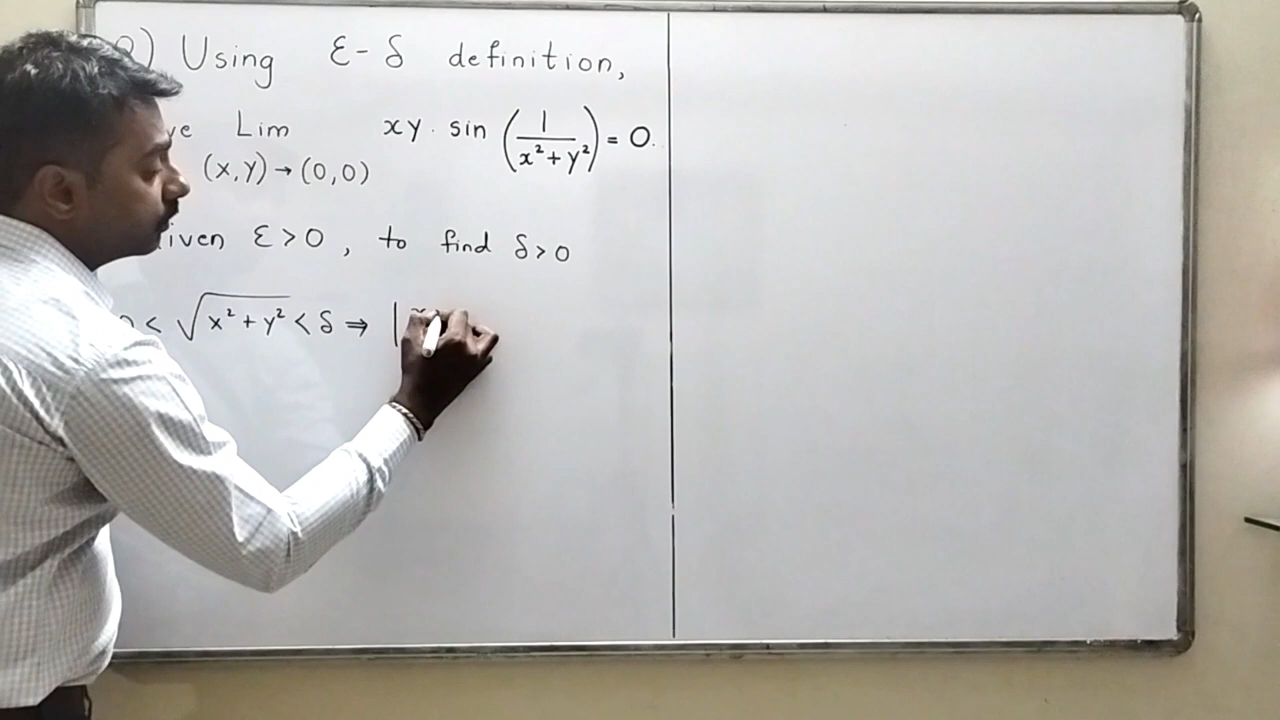 ) Using ε-δ definition,
Lim xy. sin (1/(x²+y²)) = 0.
(x,y)→(0,0)
ε>0, to find δ>0
< √(x²+y²) < δ ⇒ |